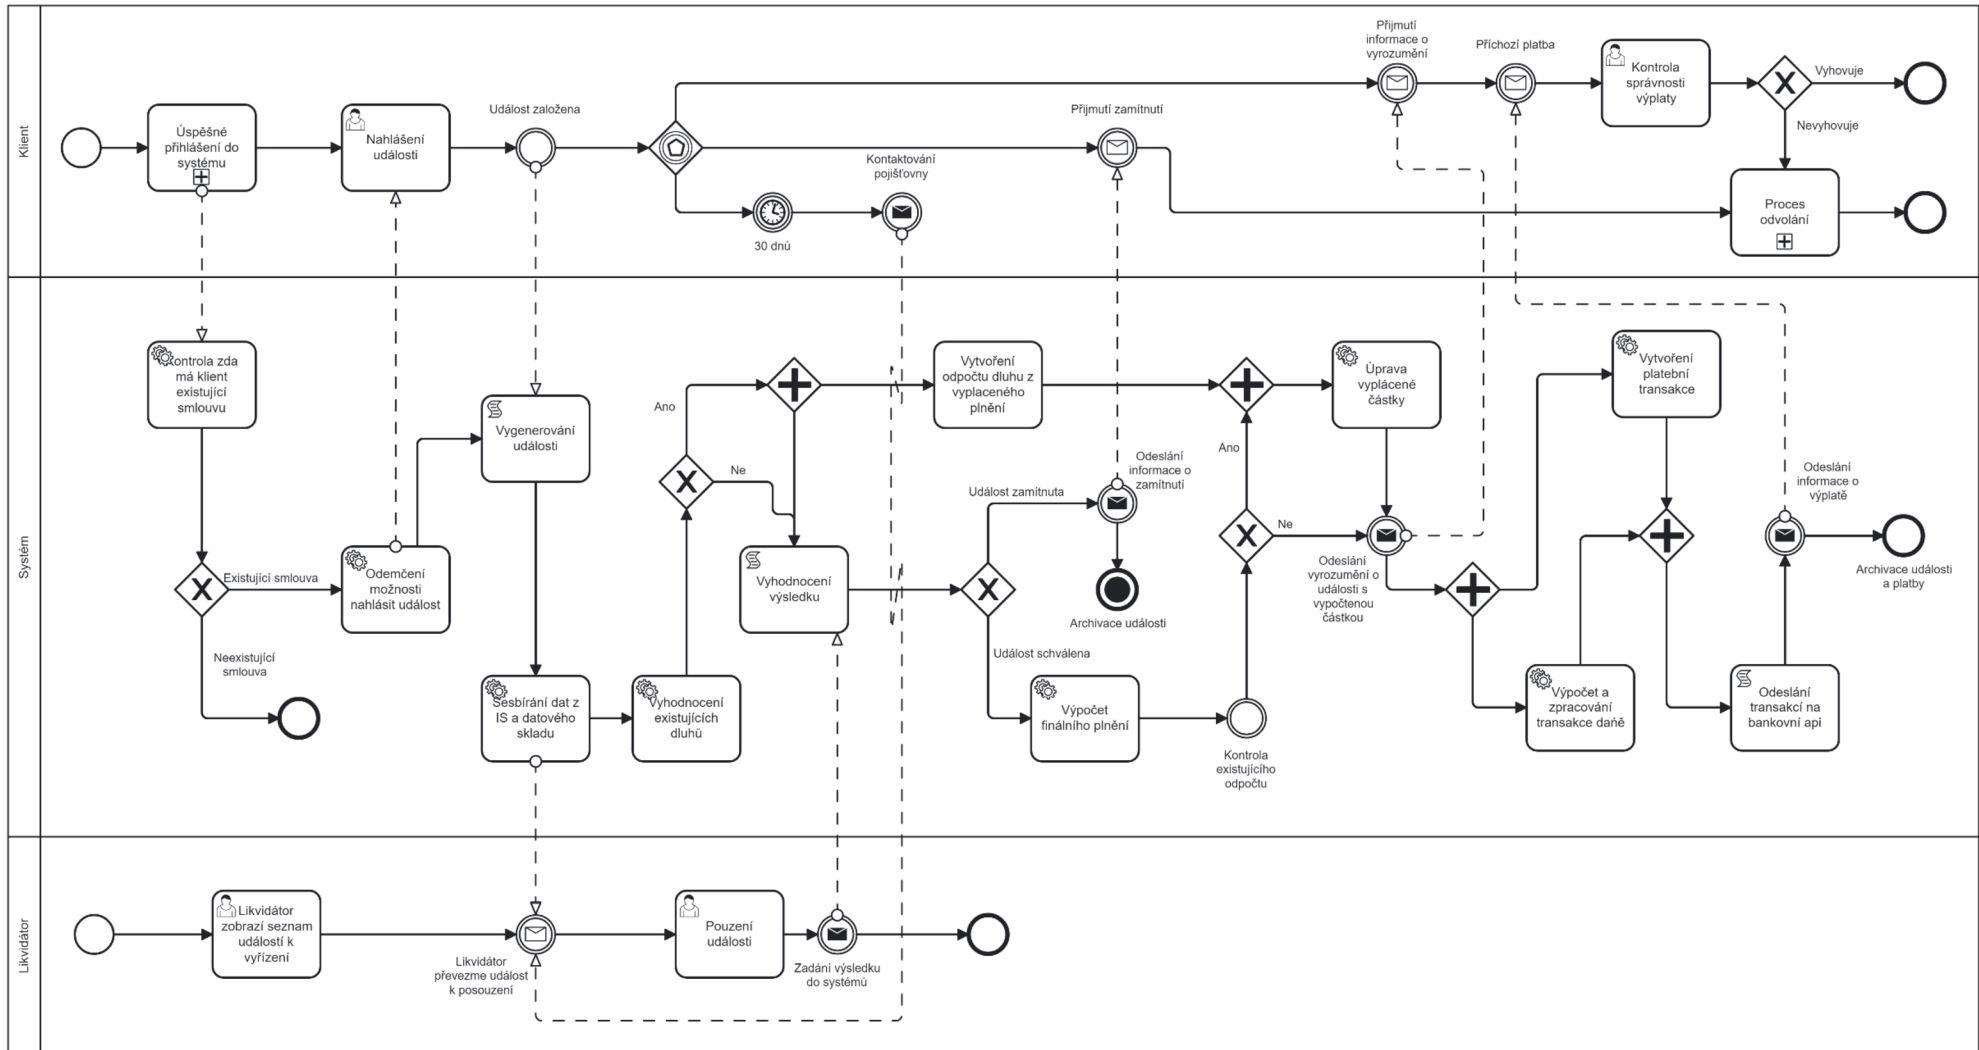 Klient
Úspěšné
přihlášení do
systému
Nahlášení
události
Událost založena
30 dnů
Kontaktování
pojišťovny
Přijmutí zamítnutí
Přijmutí
informace o
vyrozumění
Příchozí platba
Kontrola
správnosti
výplaty
Vyhovuje
Nevyhovuje
Proces
odvolání
Systém
Kontrola zda
má klient
existující
smlouvu
Existující smlouva
Neexistující
smlouva
Odemčení
možnosti
nahlásit událost
Vygenerování
události
Sesbírání dat z
IS a datového
skladu
Vyhodnocení
existujících
dluhů
Ano
Ne
Vytvoření
odpočtu dluhu z
vyplaceného
plnění
Vyhodnocení
výsledku
Událost zamítnuta
Událost schválena
Odeslání
informace o
zamítnutí
Archivace události
Výpočet
finálního plnění
Kontrola
existujícího
odpočtu
Ano
Ne
Úprava
vyplácené
částky
Odeslání
vyrozumění o
události s
vypočtenou
částkou
Vytvoření
platební
transakce
Výpočet a
zpracování
transakce daně
Odeslání
transakcí na
bankovní api
Odeslání
informace o
výplatě
Archivace události
a platby
Likvidátor
Likvidátor
zobrazí seznam
událostí k
vyřízení
Likvidátor
převezme událost
k posouzení
Pouzení
události
Zadání výsledku
do systémů